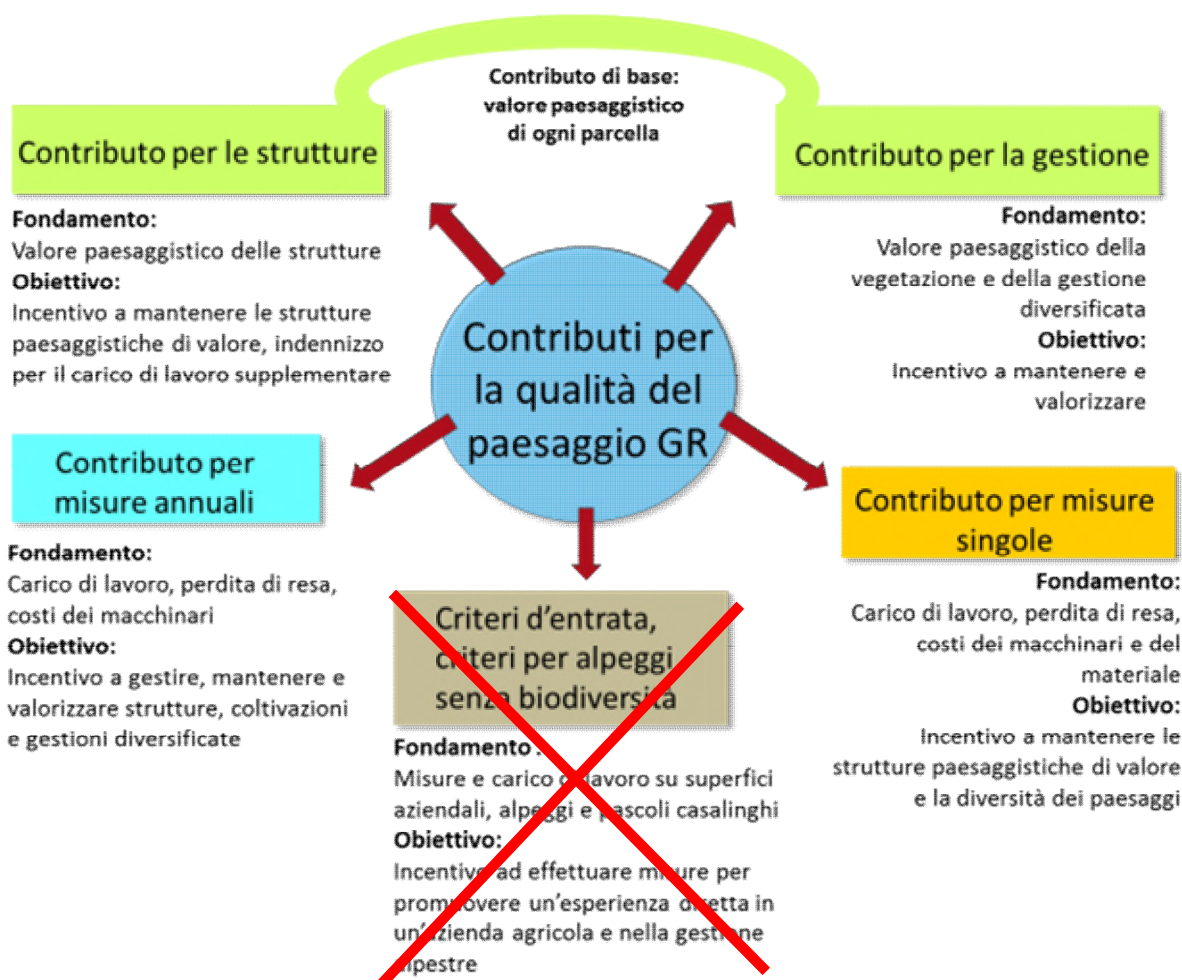 Contributo di base:
valore paesaggistico
di ogni parcella
Contributo per le strutture
Fondamento:
Valore paesaggistico delle strutture
Obiettivo:
Incentivo a mantenere le strutture
paesaggistiche di valore, indennizzo
per il carico di lavoro supplementare
Contributo per la gestione
Fondamento:
Valore paesaggistico della
vegetazione e della gestione
diversificata
Obiettivo:
Incentivo a mantenere e
valorizzare
Contributi per
la qualità del
paesaggio GR
Contributo per
misure annuali
Fondamento:
Carico di lavoro, perdita di resa,
costi dei macchinari
Obiettivo:
Incentivo a gestire, mantenere e
valorizzare strutture, coltivazioni
e gestioni diversificate
Criteri d'entrata,
criteri per alpeggi
senza biodiversità
Fondamento:
Misure e carico di lavoro su superfici
aziendali, alpeggi e pascoli casalinghi
Obiettivo:
Incentivo ad effettuare misure per
promuovere un'esperienza diretta in
un'azienda agricola e nella gestione
alpestre
Contributo per misure
singole
Fondamento:
Carico di lavoro, perdita di resa,
costi dei macchinari e del
materiale
Obiettivo:
Incentivo a mantenere le
strutture paesaggistiche di valore
e la diversità dei paesaggi